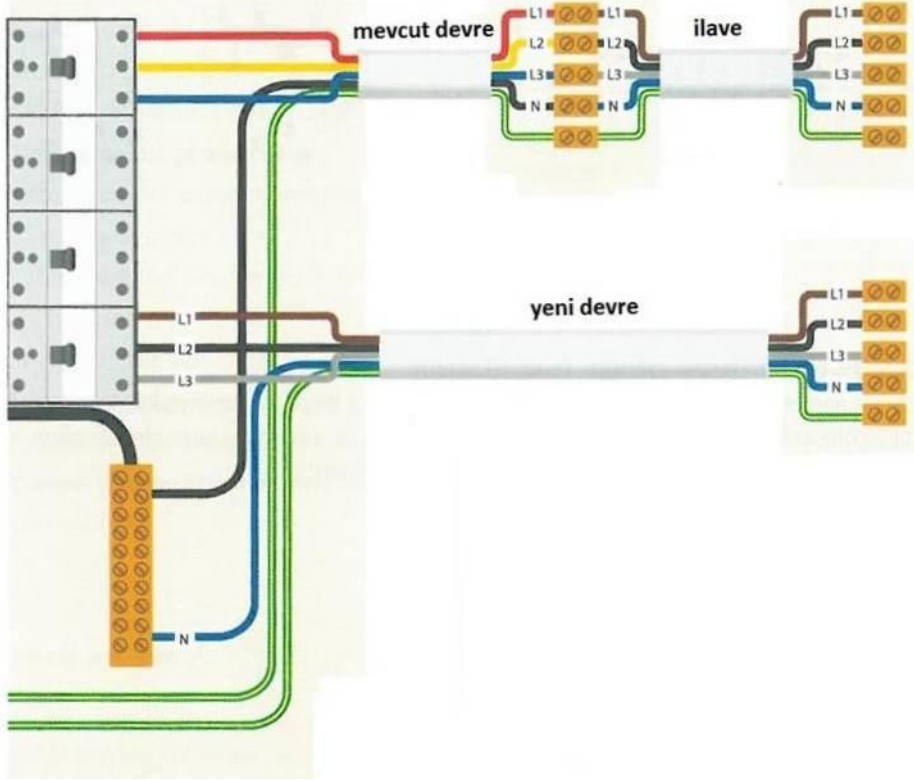 mevcut devre
ilave
L1 L1 L1
L2 L2 L2
L3 L3 L3
N N N
yeni devre
L1 L1
L2 L2
L3 L3
N
N